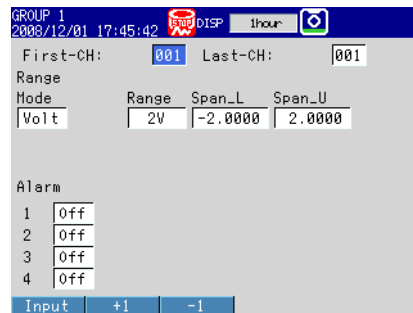 GROUP 1
2008/12/01 17:45:42 STOP DISP 1hour
First-CH: 001 Last-CH: 001
Range
Mode Range Span_L Span_U
Volt 2V -2.0000 2.0000
Alarm
1 Off
2 Off
3 Off
4 Off
Input +1 -1